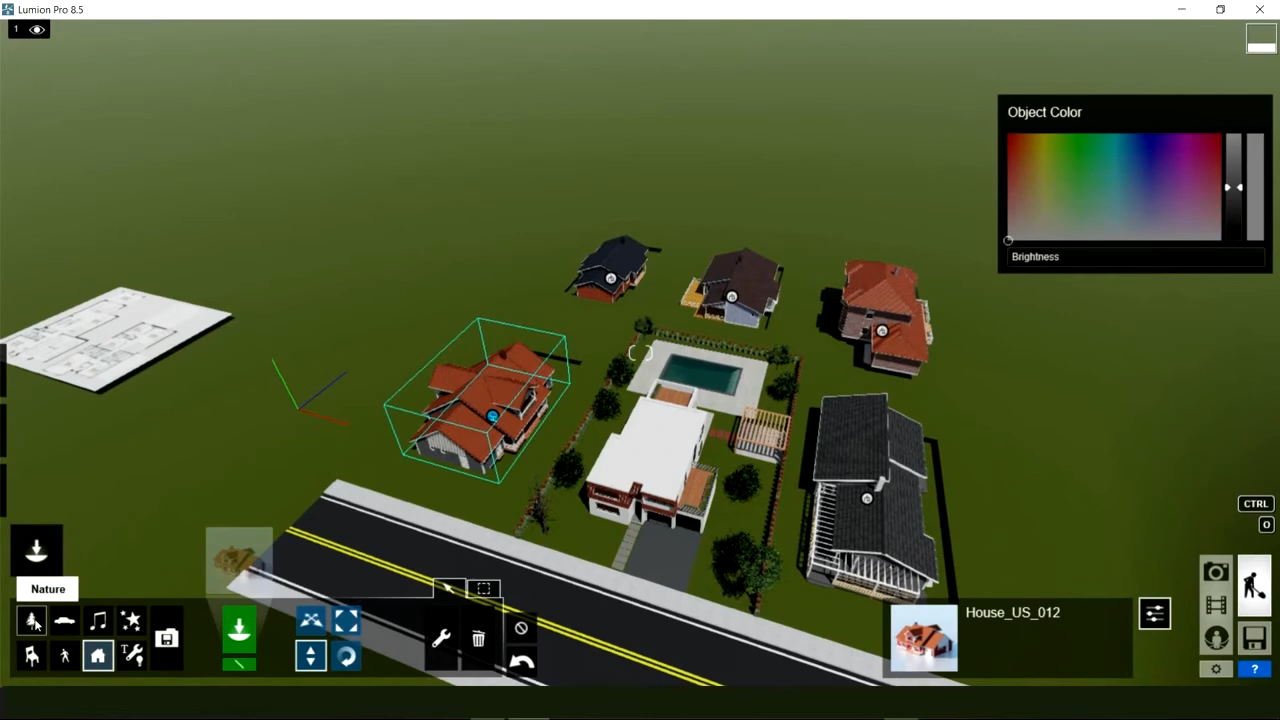 Lumion Pro 8.5
1
Object Color
Brightness
CTRL
O
Nature
House_US_012
T
?